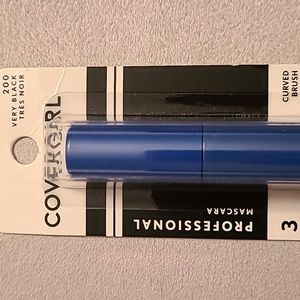 200
VERY BLACK
TRÈS NOIR
COVERGIRL
PROFESSIONAL
MASCARA
CURVED
BRUSH
3